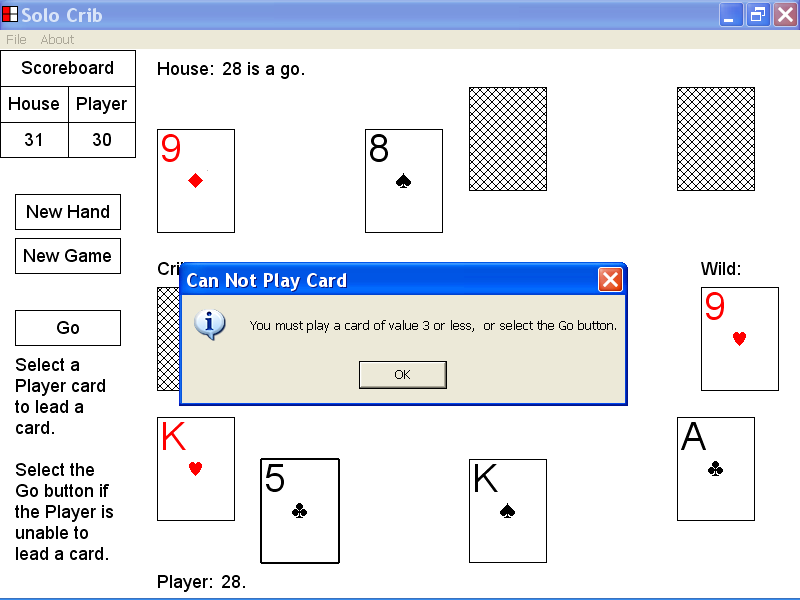 Solo Crib
File About
Scoreboard
House Player
31 30
House: 28 is a go.
9
8
New Hand
New Game
Crib
Wild:
9
Can Not Play Card
You must play a card of value 3 or less, or select the Go button.
OK
Go
Select a
Player card
to lead a
card.
Select the
Go button if
the Player is
unable to
lead a card.
K
5
K
A
Player: 28.